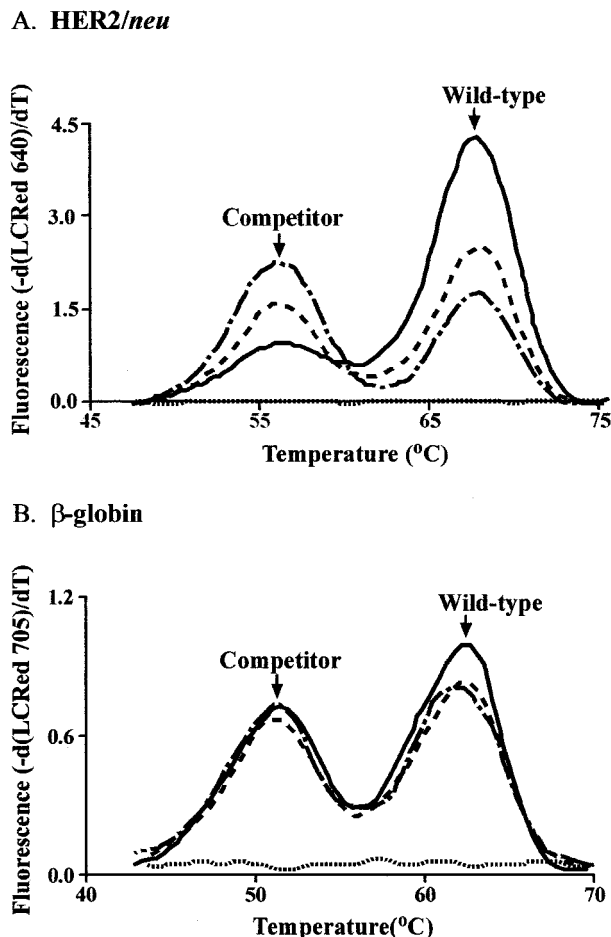 A. HER2/neu
Fluorescence (-d(LCRed 640)/dT)
4.5
3.0
1.5
0.0
Wild-type
Competitor
45
55
65
75
Temperature (⁰C)
B. β-globin
Fluorescence (-d(LCRed 705)/dT)
1.2
0.6
0.0
Wild-type
Competitor
40
50
60
70
Temperature(⁰C)